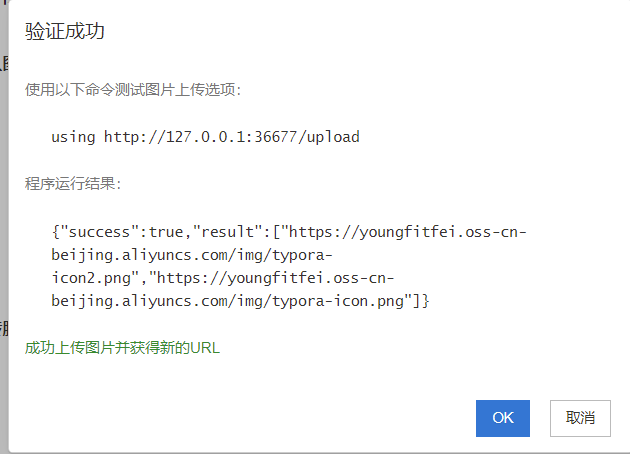 验证成功
使用以下命令测试图片上传选项:
using http://127.0.0.1:36677/upload
程序运行结果:
{"success":true,"result":["https://youngfitfei.oss-cn-
beijing.aliyuncs.com/img/typora-
icon2.png","https://youngfitfei.oss-cn-
beijing.aliyuncs.com/img/typora-icon.png"]}
成功上传图片并获得新的URL
OK 取消